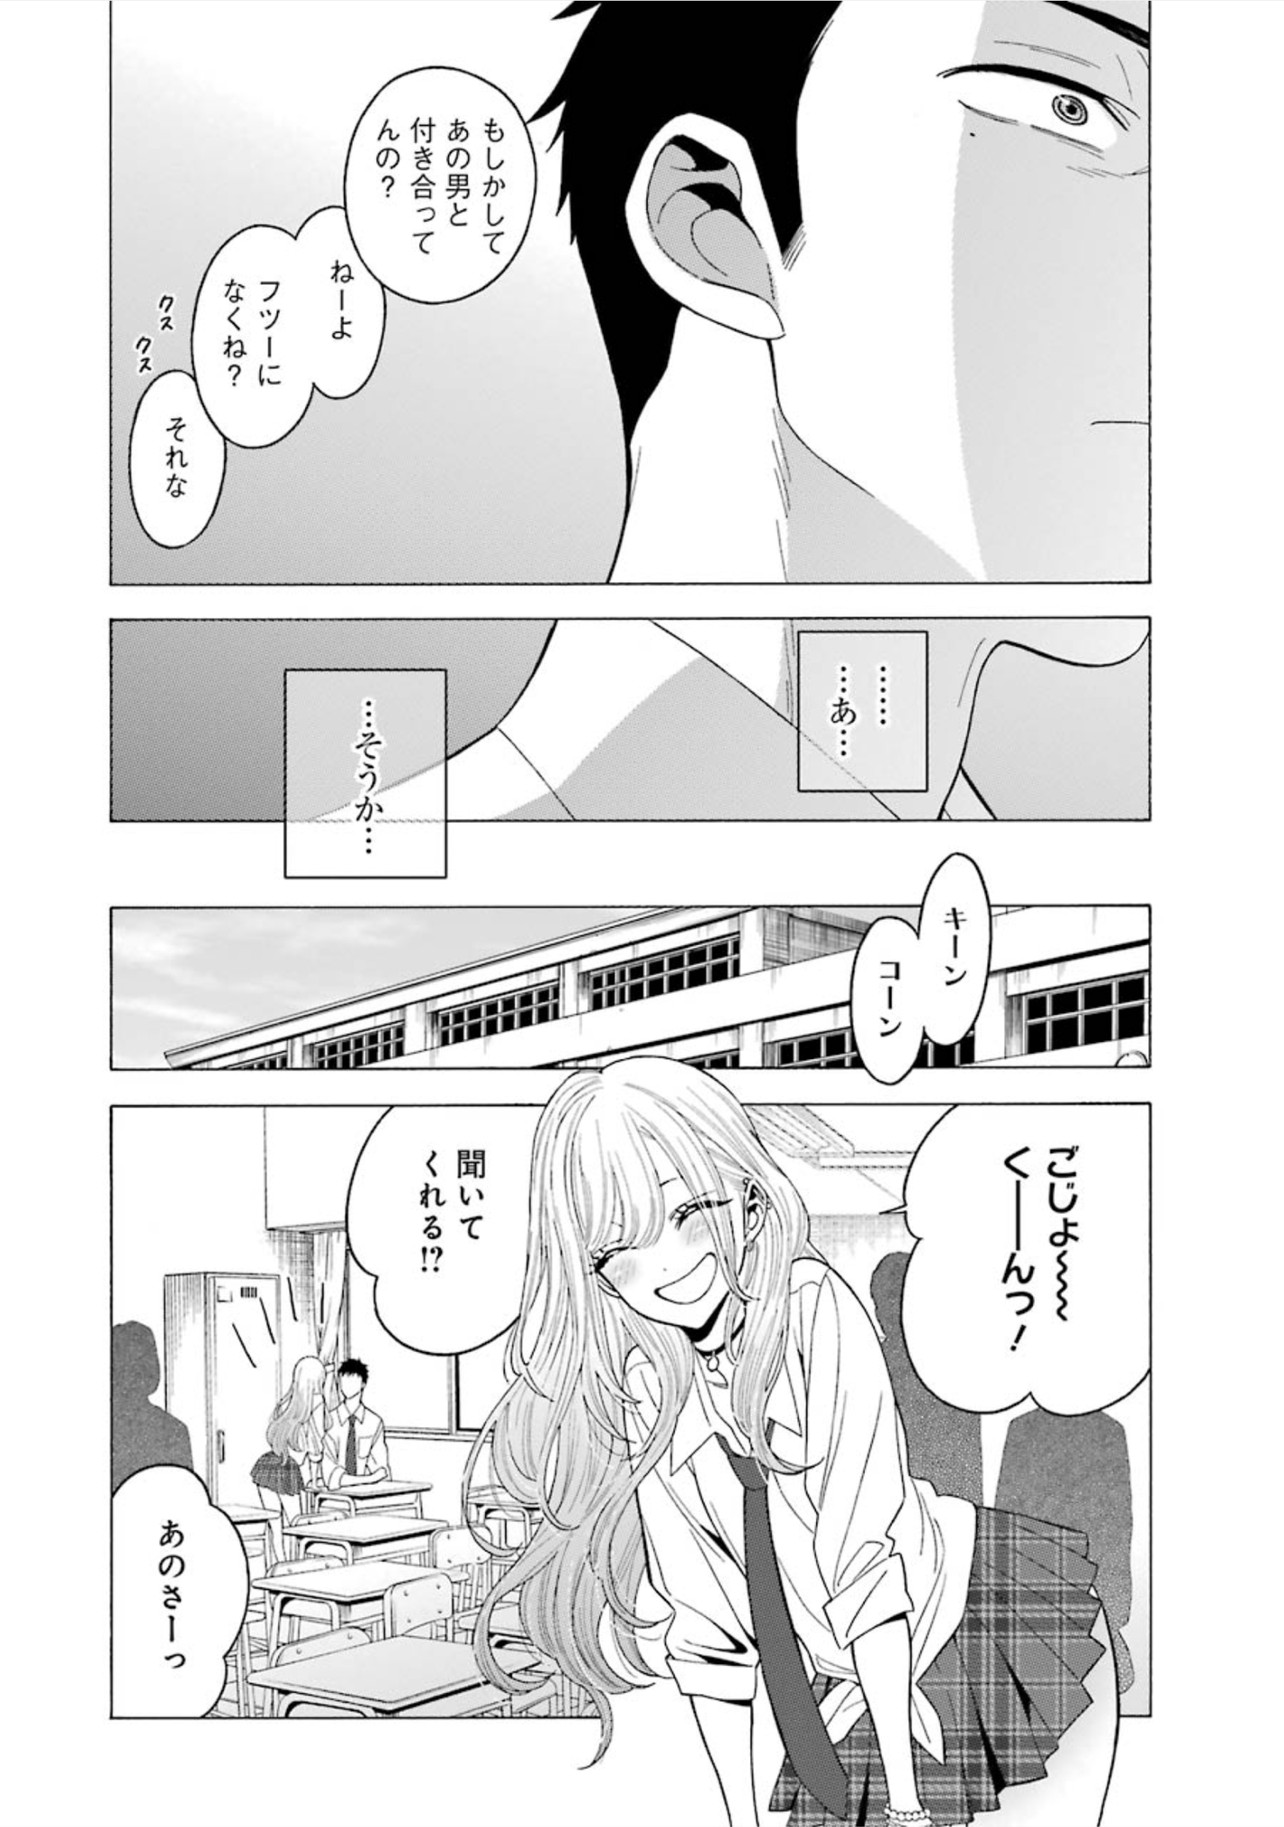 もしかして
あの男と
付き合って
んの？
ねーよ
フツーに
なくね？
クス
クス
それな
……
…あ…
…そうか…
キーン
コーン
ごじょ〜〜〜
く――んっ！
聞いて
くれる!?
あのさーっ